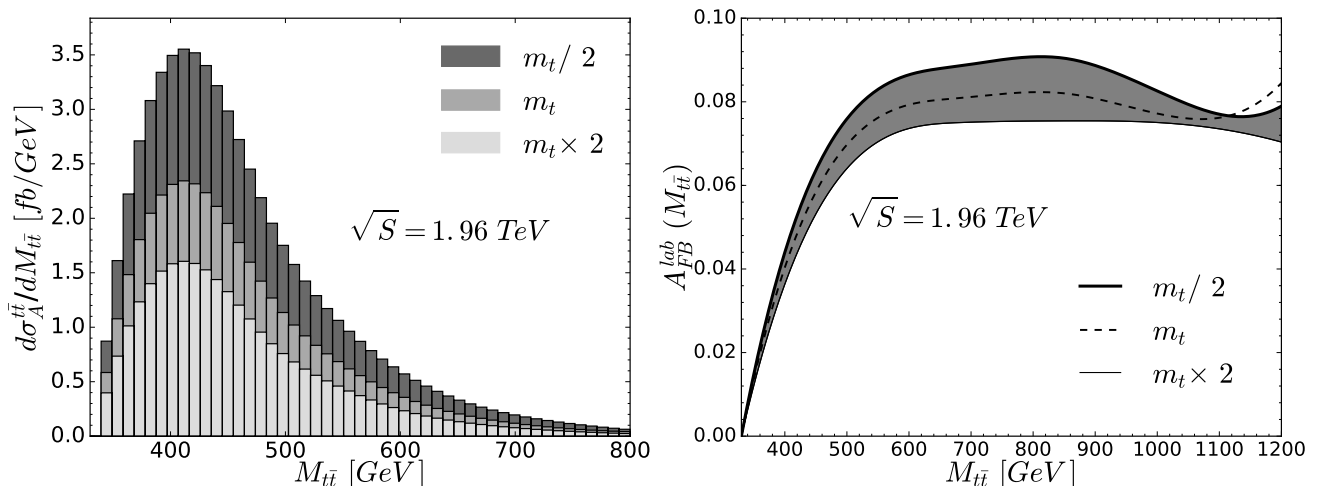 dσ_A^{tt̄}/dM_{tt̄} [fb/GeV]
3.5
3.0
2.5
2.0
1.5
1.0
0.5
0.0
m_t/ 2
m_t
m_t× 2
√S = 1.96 TeV
400 500 600 700 800
M_{tt̄} [GeV]
A_{FB}^{lab} (M_{tt̄})
0.10
0.08
0.06
0.04
0.02
0.00
√S = 1.96 TeV
m_t/ 2
m_t
m_t× 2
400 500 600 700 800 900 1000 1100 1200
M_{tt̄} [GeV]